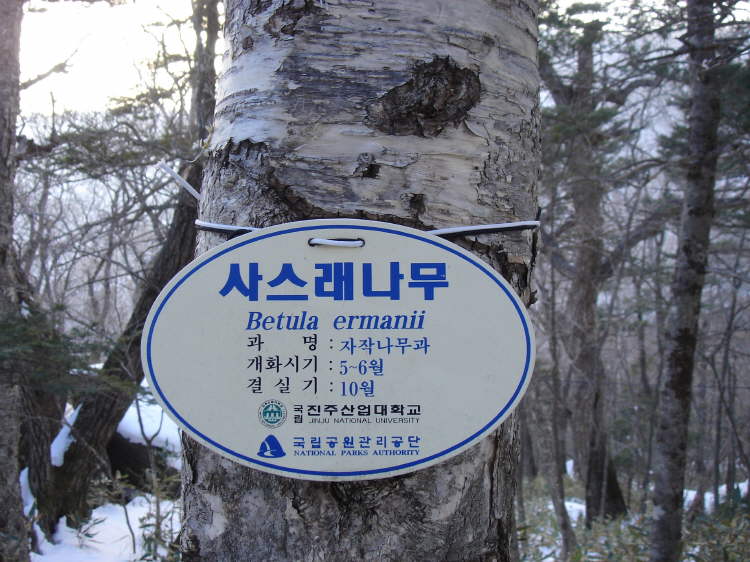 사스래나무
Betula ermanii
과 명 : 자작나무과
개화시기 : 5~6월
결실기 : 10월
국립 진주산업대학교
JINJU NATIONAL UNIVERSITY
국립공원관리공단
NATIONAL PARKS AUTHORITY